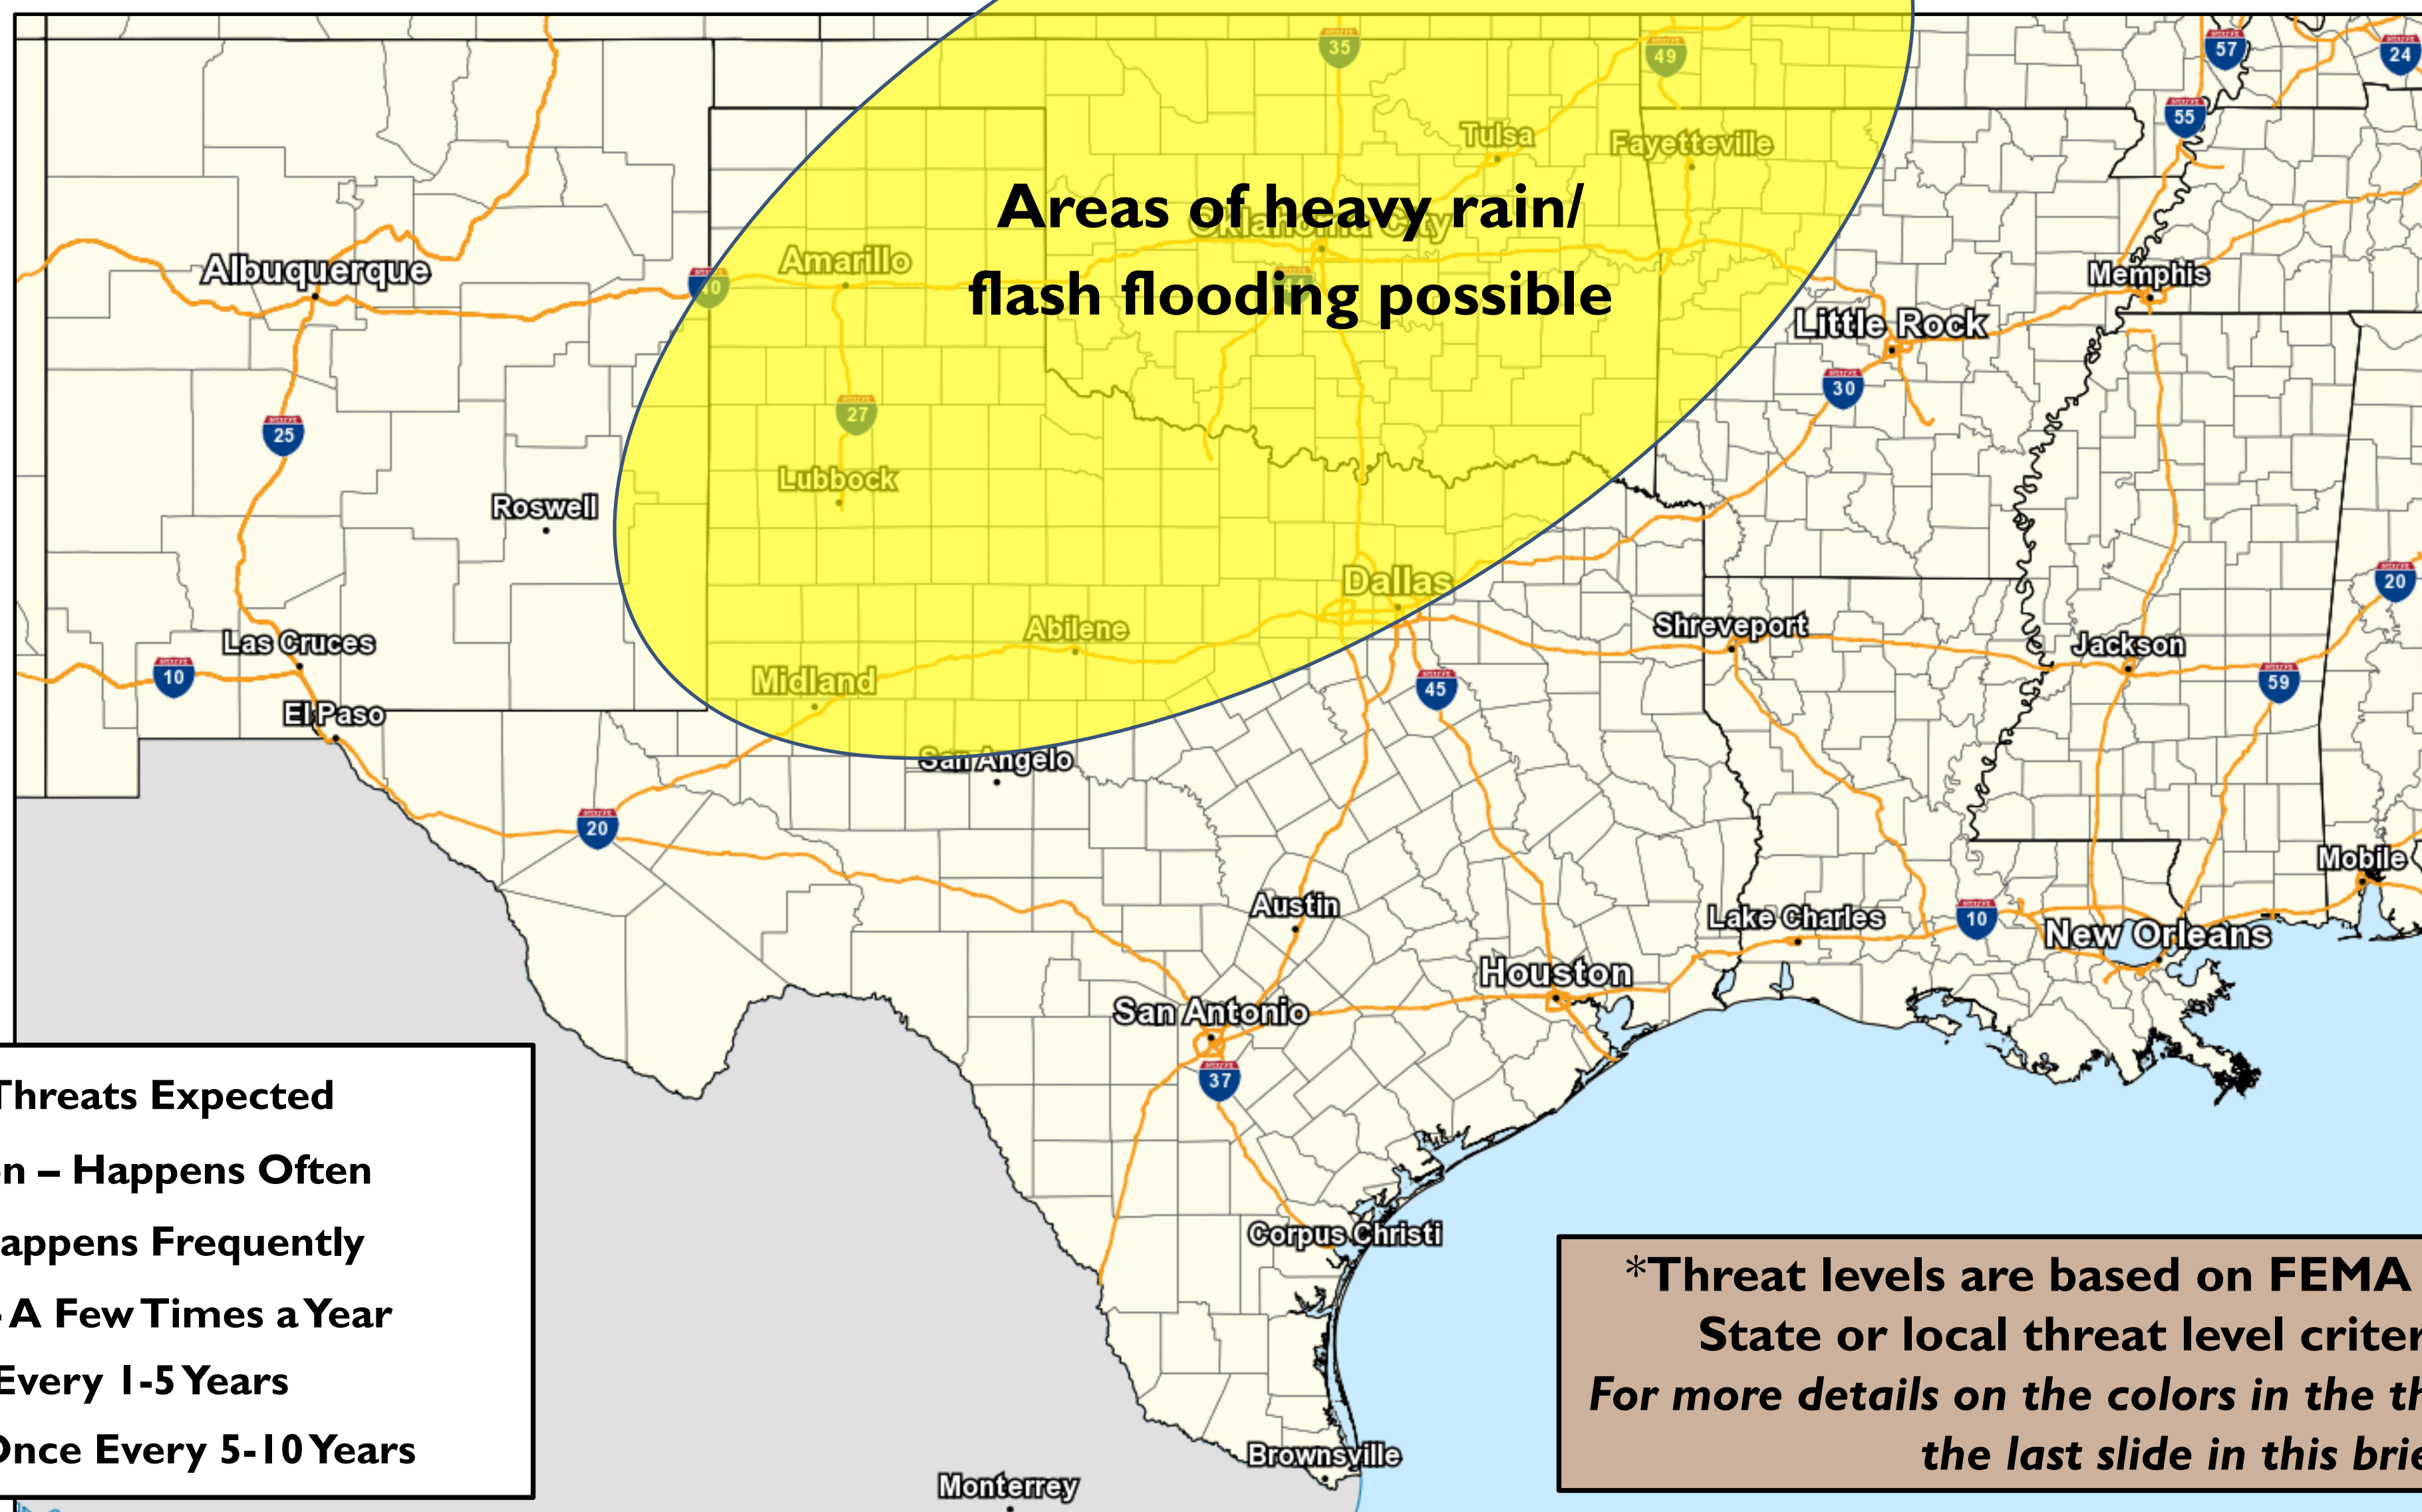 35
49
57
24
55
Tulsa
Fayetteville
Areas of heavy rain/
Oklahoma City
flash flooding possible
Albuquerque
Amarillo
40
Memphis
Little Rock
30
27
25
Lubbock
Roswell
Dallas
20
Abilene
Shreveport
Las Cruces
Jackson
10
Midland
45
59
El Paso
San Angelo
20
Mobile
Austin
Lake Charles
10
New Orleans
Houston
San Antonio
37
Threats Expected
n – Happens Often
appens Frequently
- A Few Times a Year
Every 1-5 Years
Once Every 5-10 Years
Corpus Christi
Brownsville
Monterrey
*Threat levels are based on FEMA
State or local threat level criter
For more details on the colors in the th
the last slide in this brie